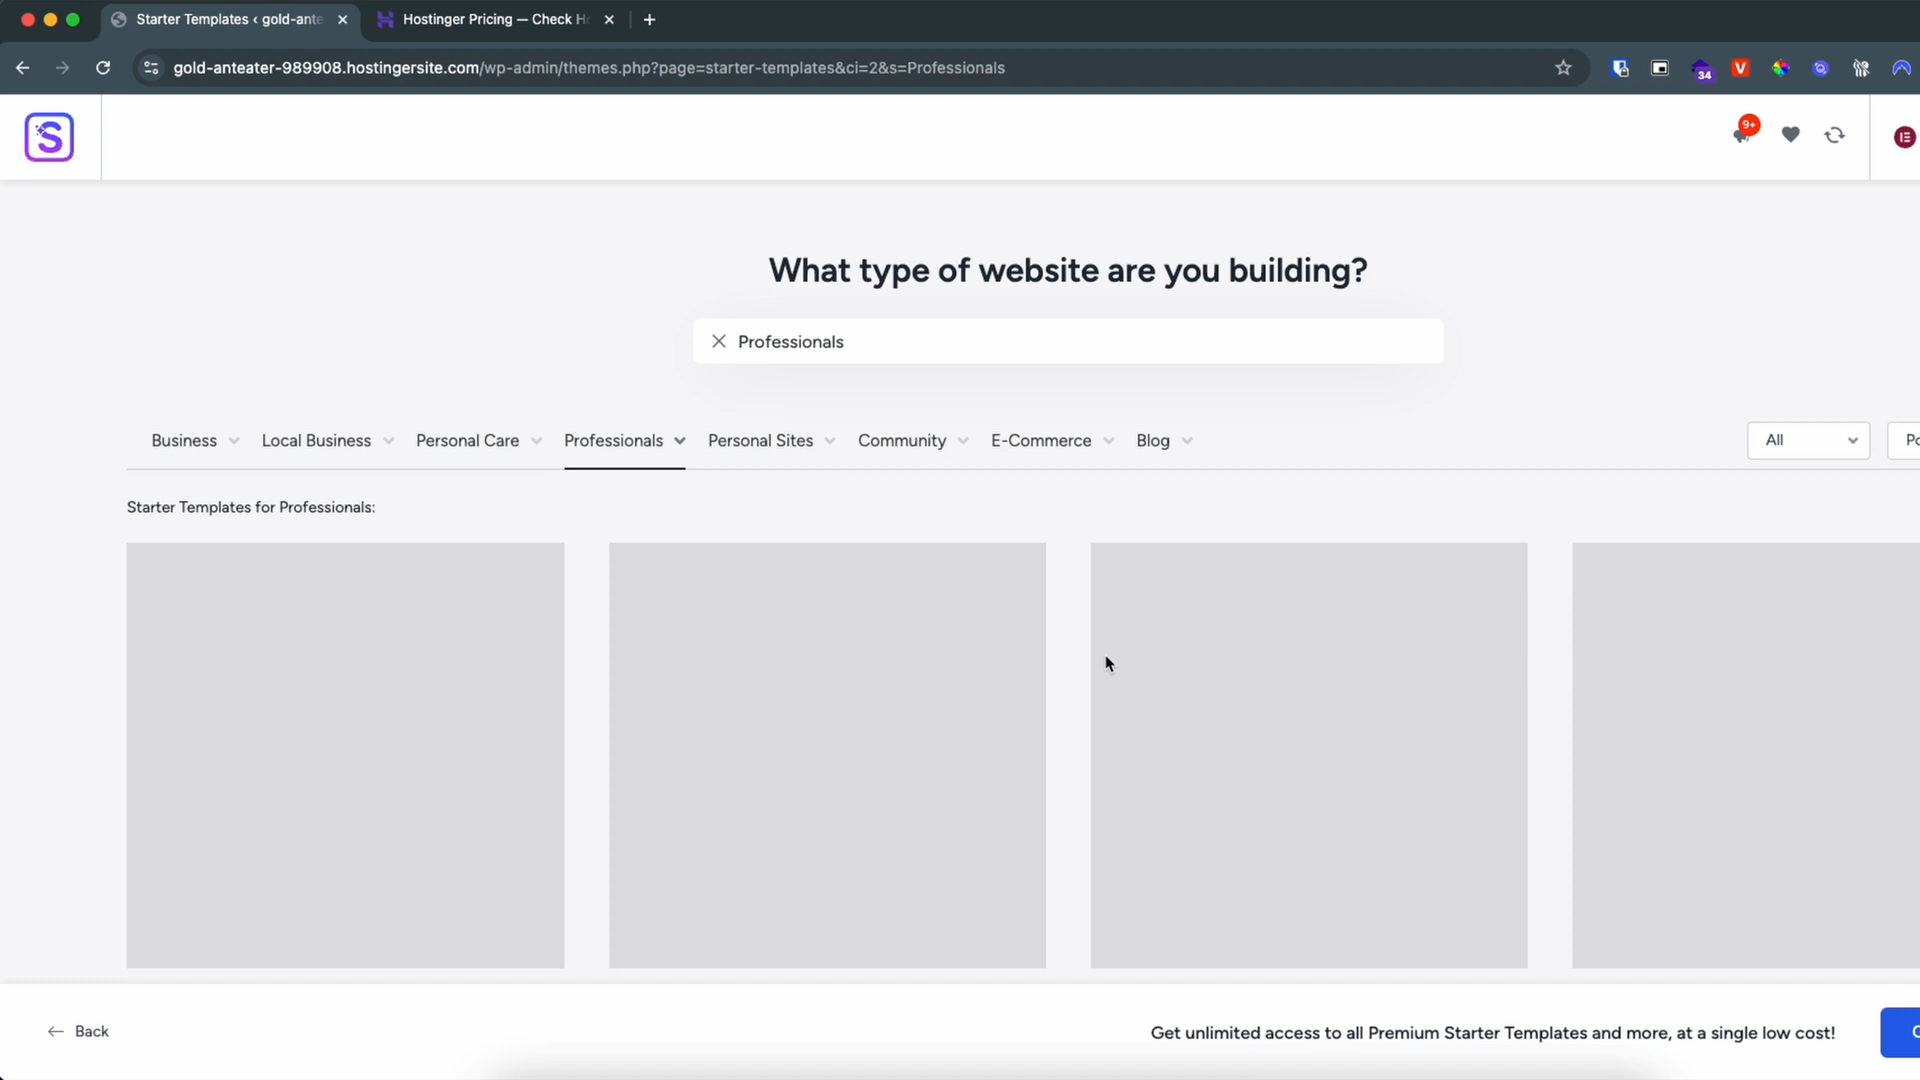 Starter Templates ‹ gold-ante
Hostinger Pricing — Check Ho
gold-anteater-989908.hostingersite.com/wp-admin/themes.php?page=starter-templates&ci=2&s=Professionals
34
V
S
9+
What type of website are you building?
Professionals
Business
Local Business
Personal Care
Professionals
Personal Sites
Community
E-Commerce
Blog
All
Po
Starter Templates for Professionals:
Back
Get unlimited access to all Premium Starter Templates and more, at a single low cost!